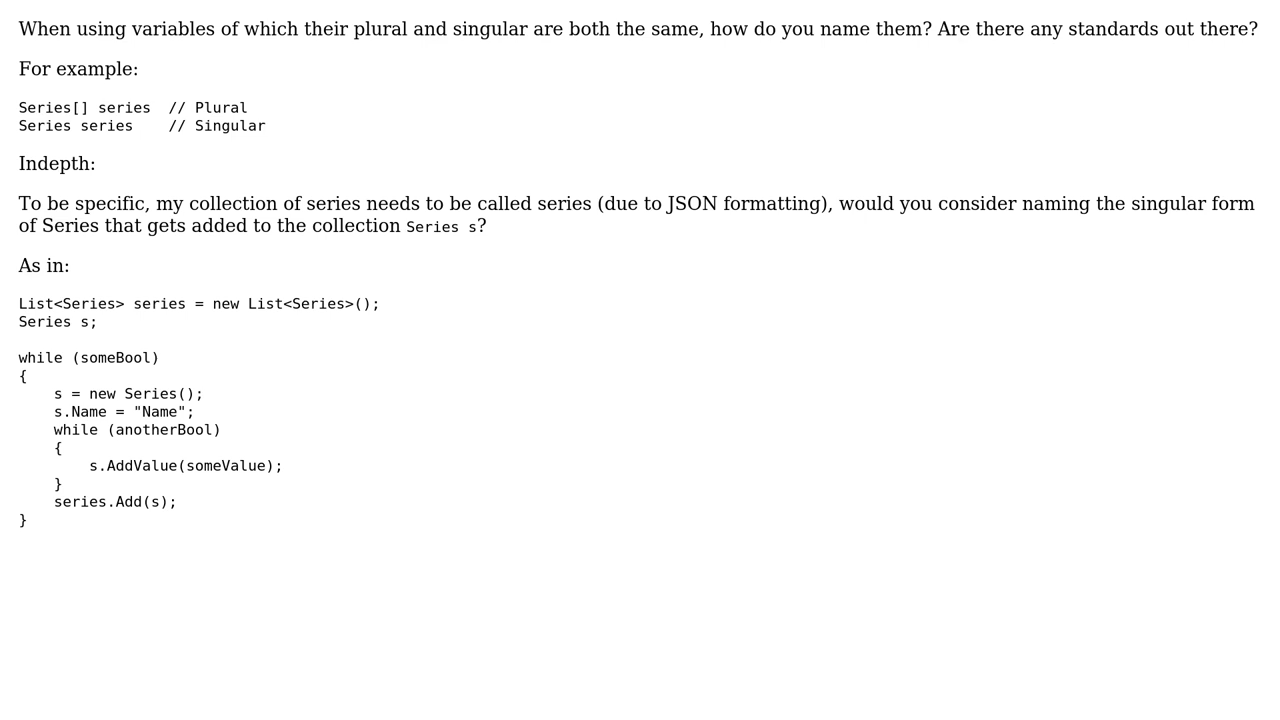 When using variables of which their plural and singular are both the same, how do you name them? Are there any standards out there?
For example:
Series[] series  // Plural
Series series    // Singular
Indepth:
To be specific, my collection of series needs to be called series (due to JSON formatting), would you consider naming the singular form
of Series that gets added to the collection Series s?
As in:
List<Series> series = new List<Series>();
Series s;
while (someBool)
{
    s = new Series();
    s.Name = "Name";
    while (anotherBool)
    {
        s.AddValue(someValue);
    }
    series.Add(s);
}